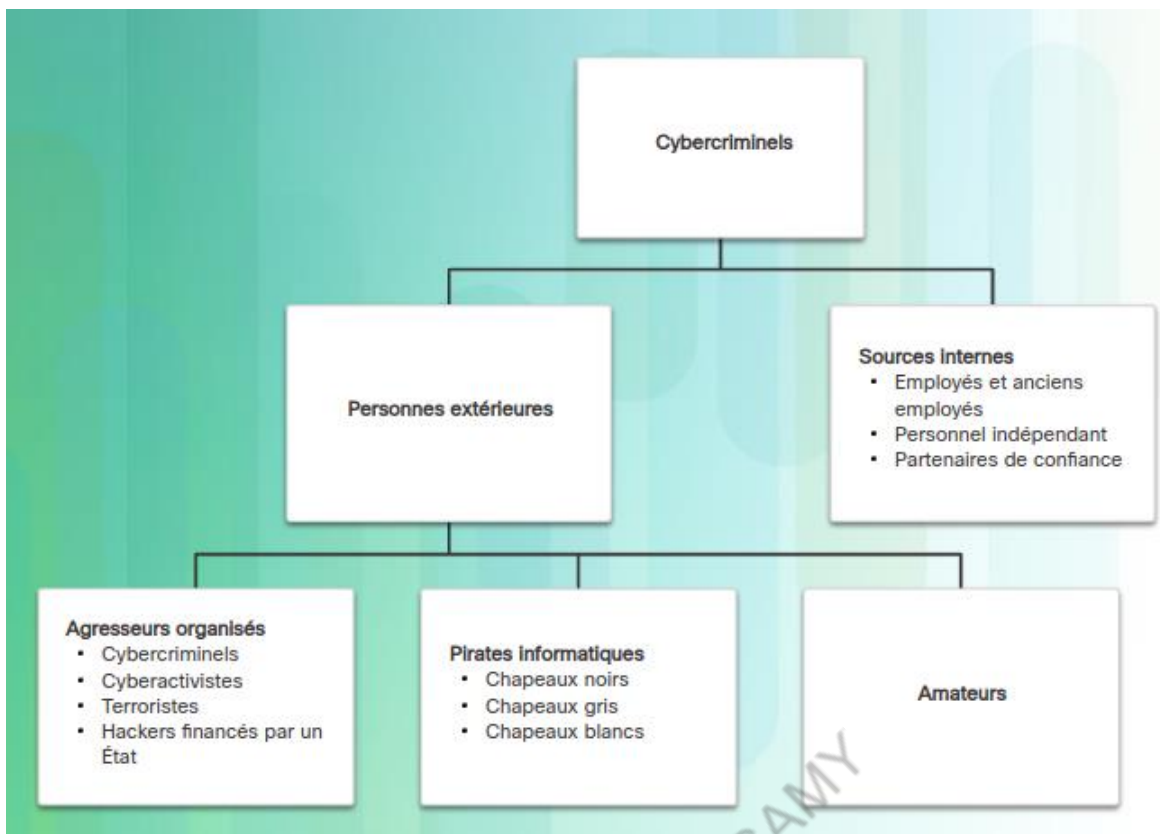 Cybercriminels
Personnes extérieures
Sources internes
▪ Employés et anciens
employés
▪ Personnel indépendant
▪ Partenaires de confiance
Agresseurs organisés
▪ Cybercriminels
▪ Cyberactivistes
▪ Terroristes
▪ Hackers financés par un
État
Pirates informatiques
▪ Chapeaux noirs
▪ Chapeaux gris
▪ Chapeaux blancs
Amateurs